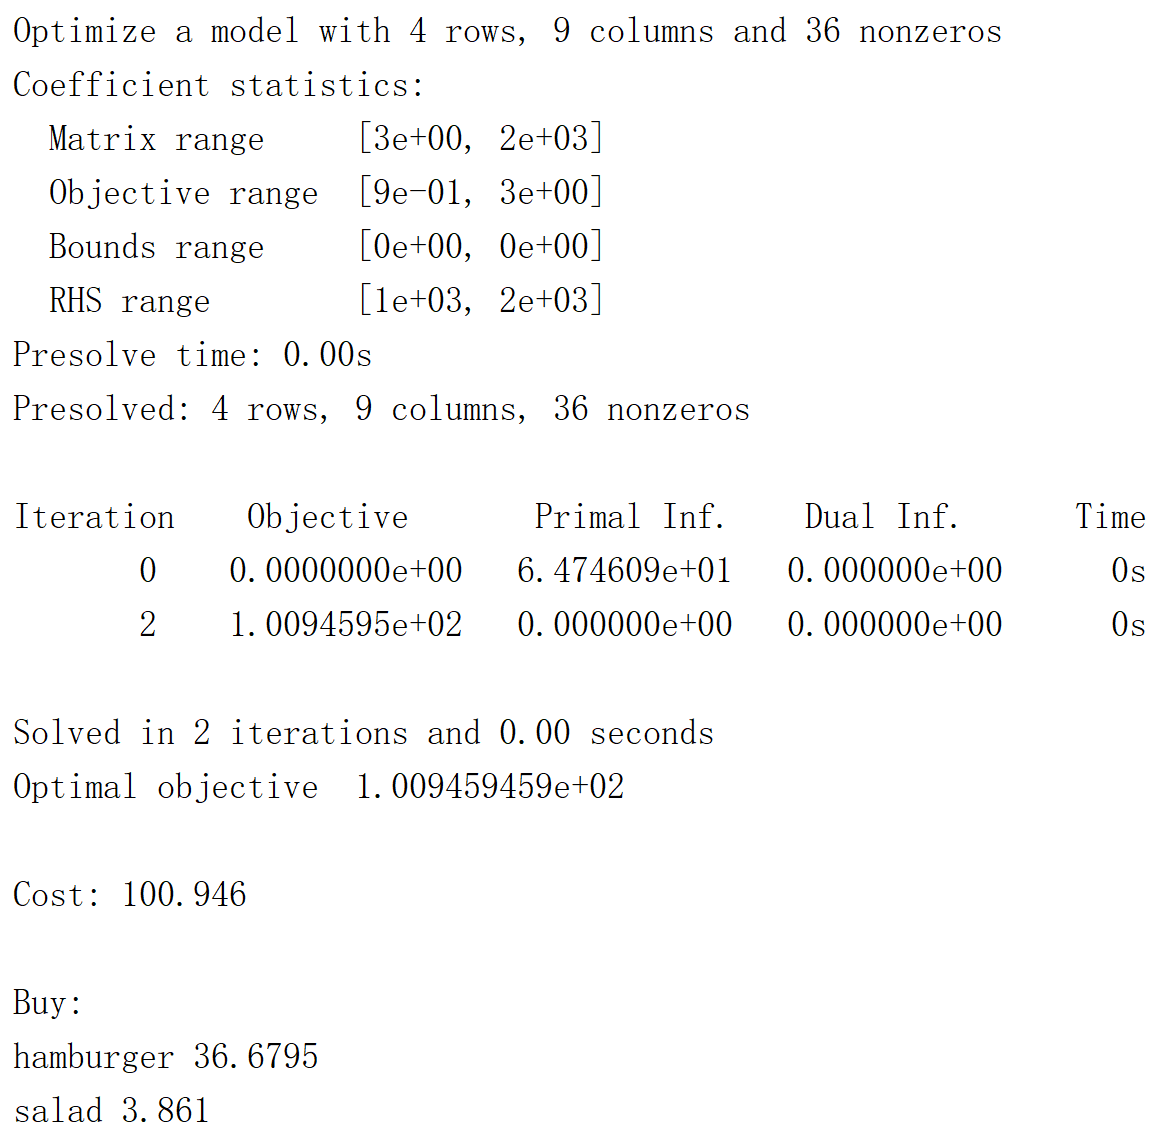 Optimize a model with 4 rows, 9 columns and 36 nonzeros
Coefficient statistics:
  Matrix range     [3e+00, 2e+03]
  Objective range  [9e-01, 3e+00]
  Bounds range     [0e+00, 0e+00]
  RHS range        [1e+03, 2e+03]
Presolve time: 0.00s
Presolved: 4 rows, 9 columns, 36 nonzeros

Iteration    Objective       Primal Inf.    Dual Inf.      Time
       0    0.0000000e+00   6.474609e+01   0.000000e+00      0s
       2    1.0094595e+02   0.000000e+00   0.000000e+00      0s

Solved in 2 iterations and 0.00 seconds
Optimal objective  1.009459459e+02

Cost: 100.946

Buy:
hamburger 36.6795
salad 3.861